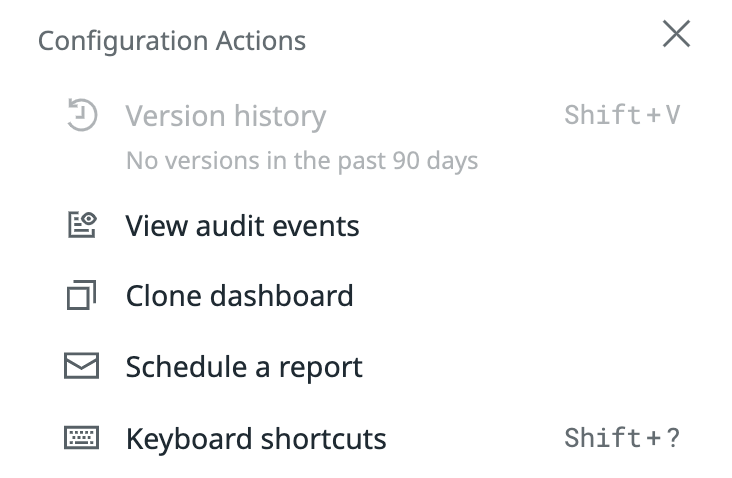 Configuration Actions
Version history Shift+V
No versions in the past 90 days
View audit events
Clone dashboard
Schedule a report
Keyboard shortcuts Shift+?